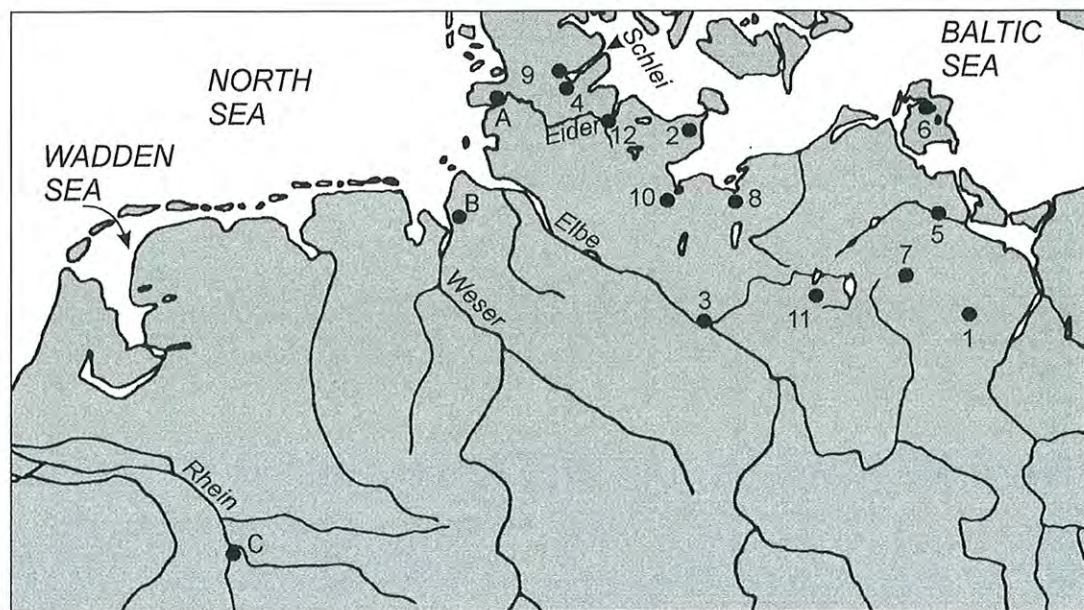 NORTH
SEA
WADDEN
SEA
BALTIC
SEA
Schlei
9
4
A
Eider
12
2
6
10
8
B
Elbe
5
7
Weser
3
11
1
Rhein
C